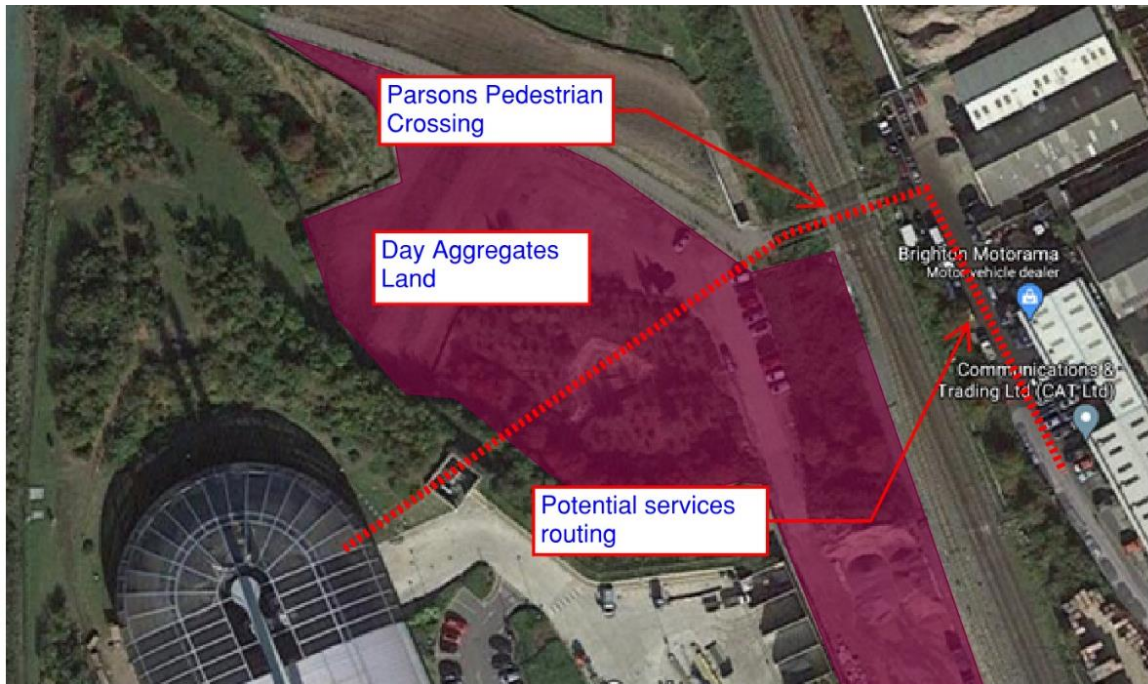 Parsons Pedestrian
Crossing
Day Aggregates
Land
Brighton Motorama
Motor vehicle dealer
Communications &
Trading Ltd (CAT Ltd)
Potential services
routing